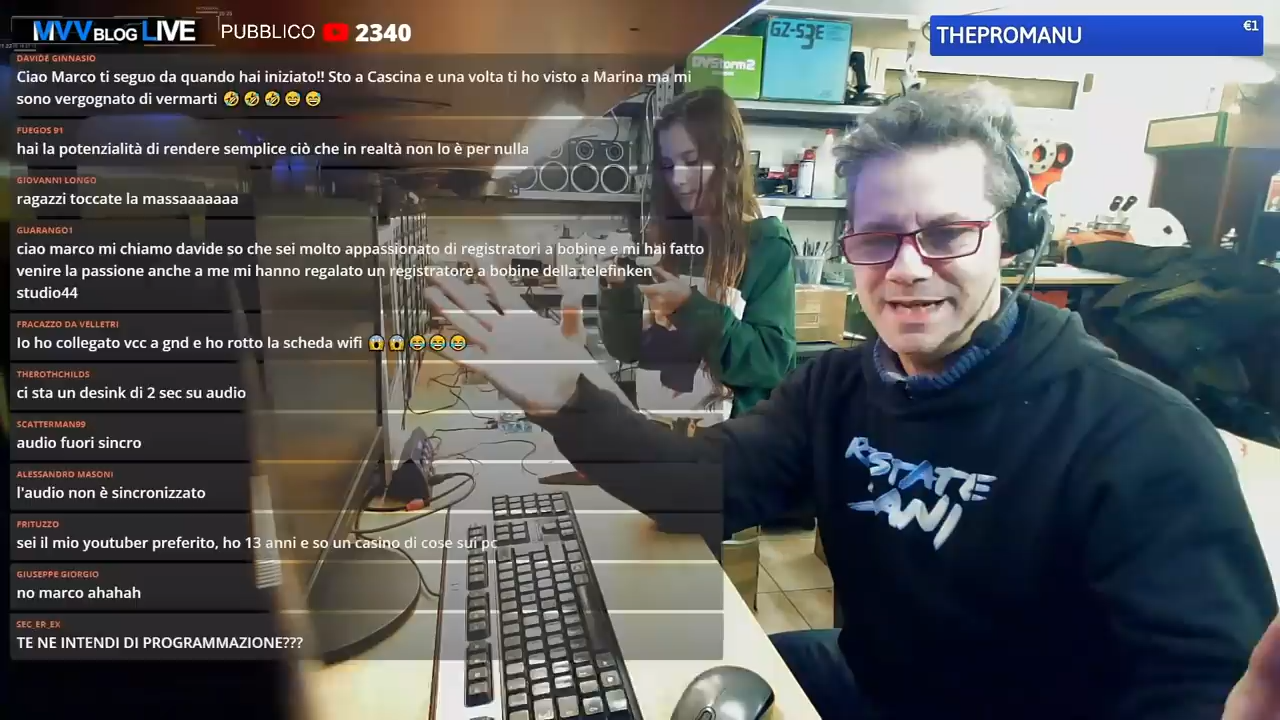 MVVBLOG LIVE PUBBLICO 2340
THEPROMANU €1
DAVIDE GINNASIO
Ciao Marco ti seguo da quando hai iniziato!! Sto a Cascina e una volta ti ho visto a Marina ma mi
sono vergognato di vermarti 🤣 🤣 🤣 😅 😅
FUEGOS 91
hai la potenzialità di rendere semplice ciò che in realtà non lo è per nulla
GIOVANNI LONGO
ragazzi toccate la massaaaaaaa
GUARANGO1
ciao marco mi chiamo davide so che sei molto appassionato di registratori a bobine e mi hai fatto
venire la passione anche a me mi hanno regalato un registratore a bobine della telefinken
studio44
FRACAZZO DA VELLETRI
Io ho collegato vcc a gnd e ho rotto la scheda wifi 😱 😱 😂 😂 😂
THEROTHCHILDS
ci sta un desink di 2 sec su audio
SCATTERMAN99
audio fuori sincro
ALESSANDRO MASONI
l'audio non è sincronizzato
PRITUZZO
sei il mio youtuber preferito, ho 13 anni e so un casino di cose sui pc
GIUSEPPE GIORGIO
no marco ahahah
SEC_ER_EX
TE NE INTENDI DI PROGRAMMAZIONE???
GZ-S3E
DVStorm2